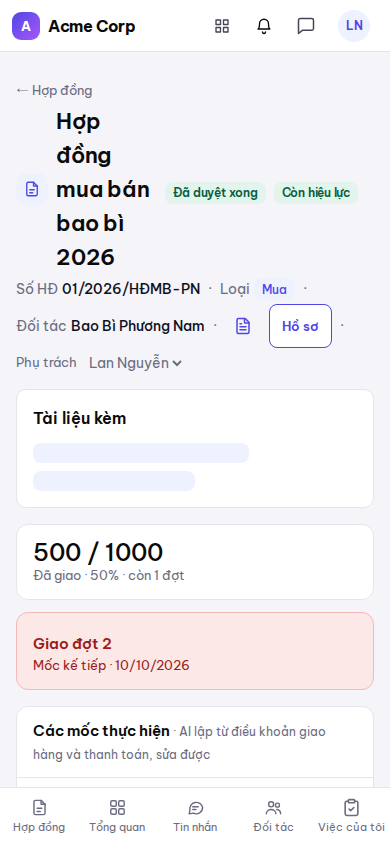 A Acme Corp LN
← Hợp đồng
Hợp
đồng
mua bán
bao bì
2026
Đã duyệt xong Còn hiệu lực
Số HĐ 01/2026/HĐMB-PN · Loại Mua ·
Đối tác Bao Bì Phương Nam · Hồ sơ ·
Phụ trách Lan Nguyễn
Tài liệu kèm
500 / 1000
Đã giao · 50% · còn 1 đợt
Giao đợt 2
Mốc kế tiếp · 10/10/2026
Các mốc thực hiện · AI lập từ điều khoản giao
hàng và thanh toán, sửa được
Hợp đồng Tổng quan Tin nhắn Đối tác Việc của tôi